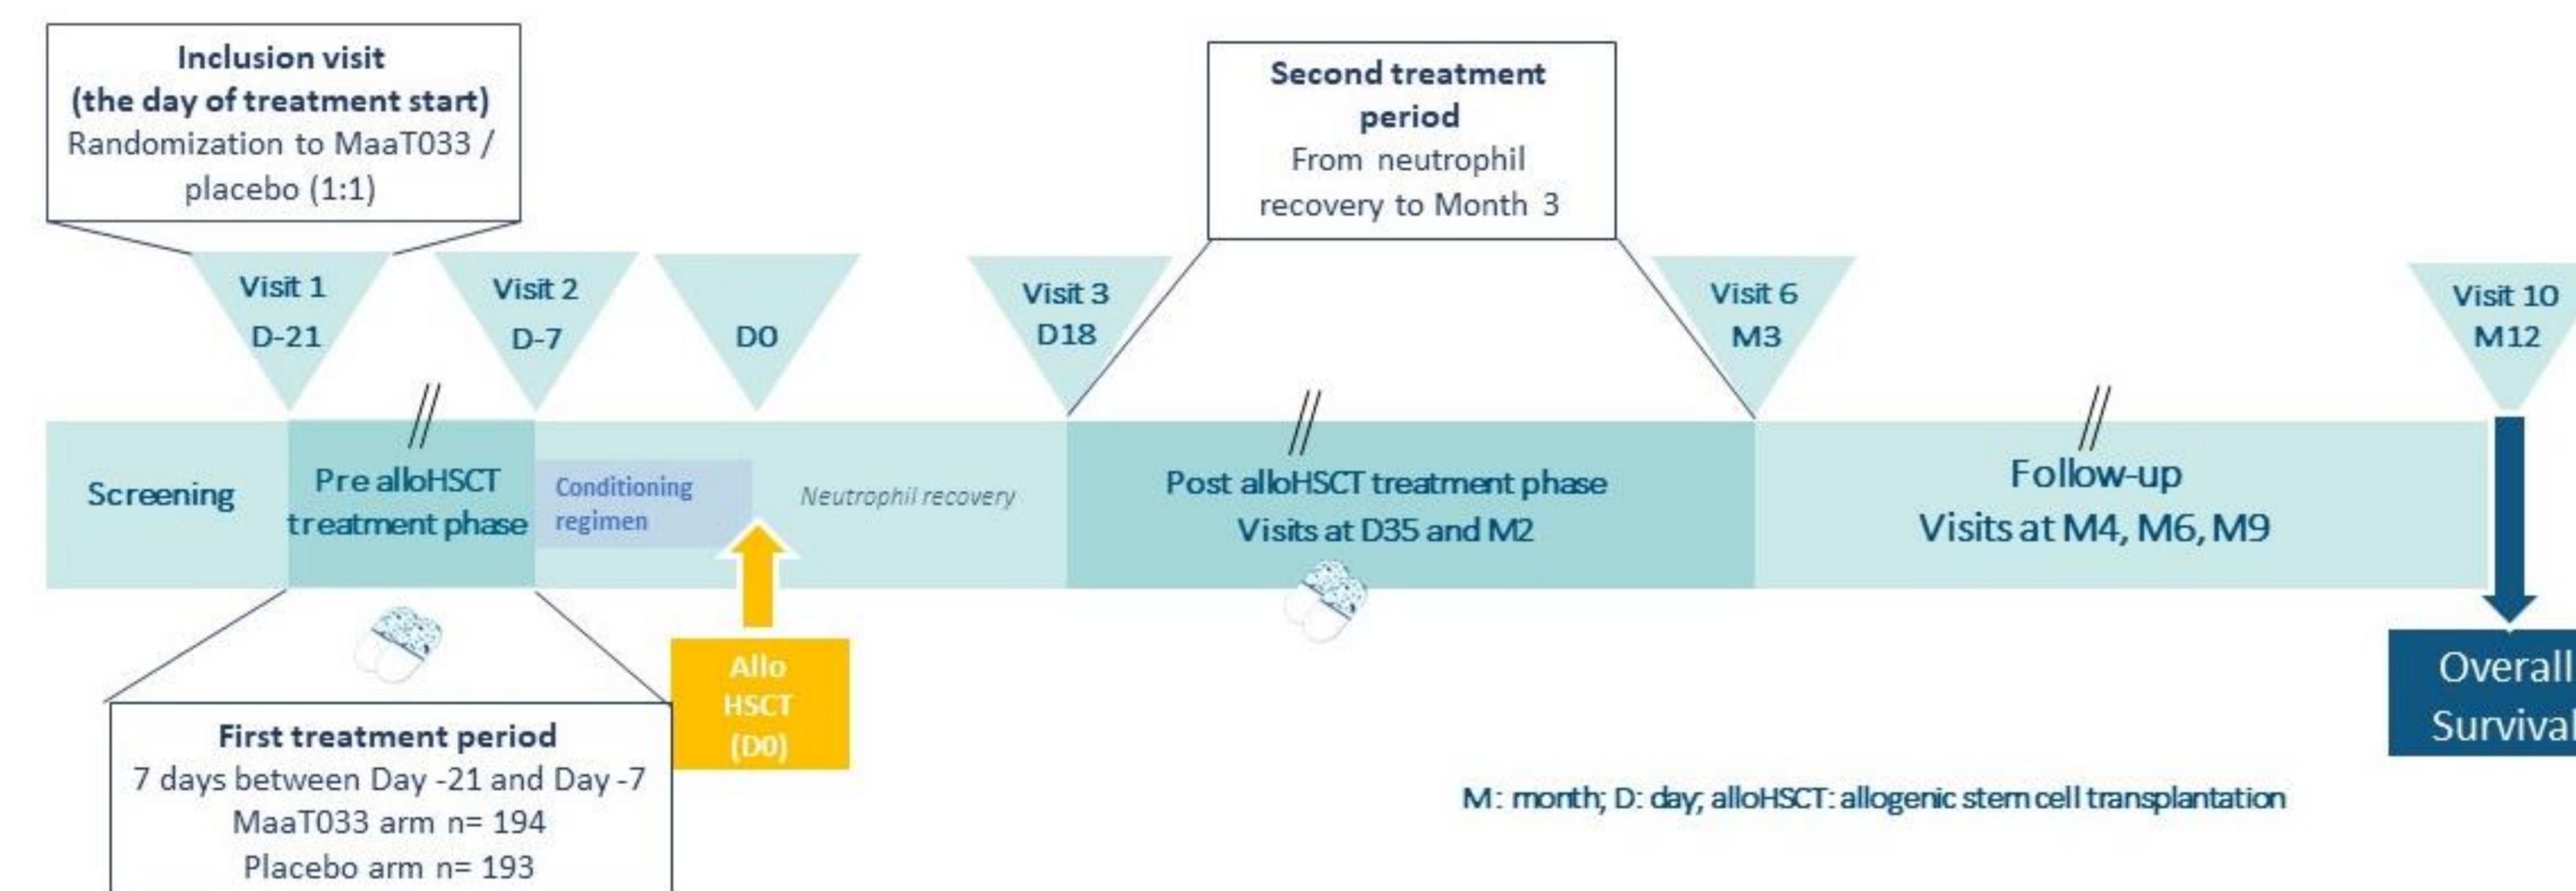 Inclusion visit
(the day of treatment start)
Randomization to MaaT033 /
placebo (1:1)
Second treatment
period
From neutrophil
recovery to Month 3
Visit 1
D-21
Visit 2
D-7
D0
Visit 3
D18
Visit 6
M3
Visit 10
M12
Screening
Pre alloHSCT
treatment phase
Conditioning
regimen
Neutrophil recovery
Post alloHSCT treatment phase
Visits at D35 and M2
Follow-up
Visits at M4, M6, M9
Allo
HSCT
(D0)
Overall
Survival
First treatment period
7 days between Day -21 and Day -7
MaaT033 arm n= 194
Placebo arm n= 193
M: month; D: day; alloHSCT: allogenic stem cell transplantation